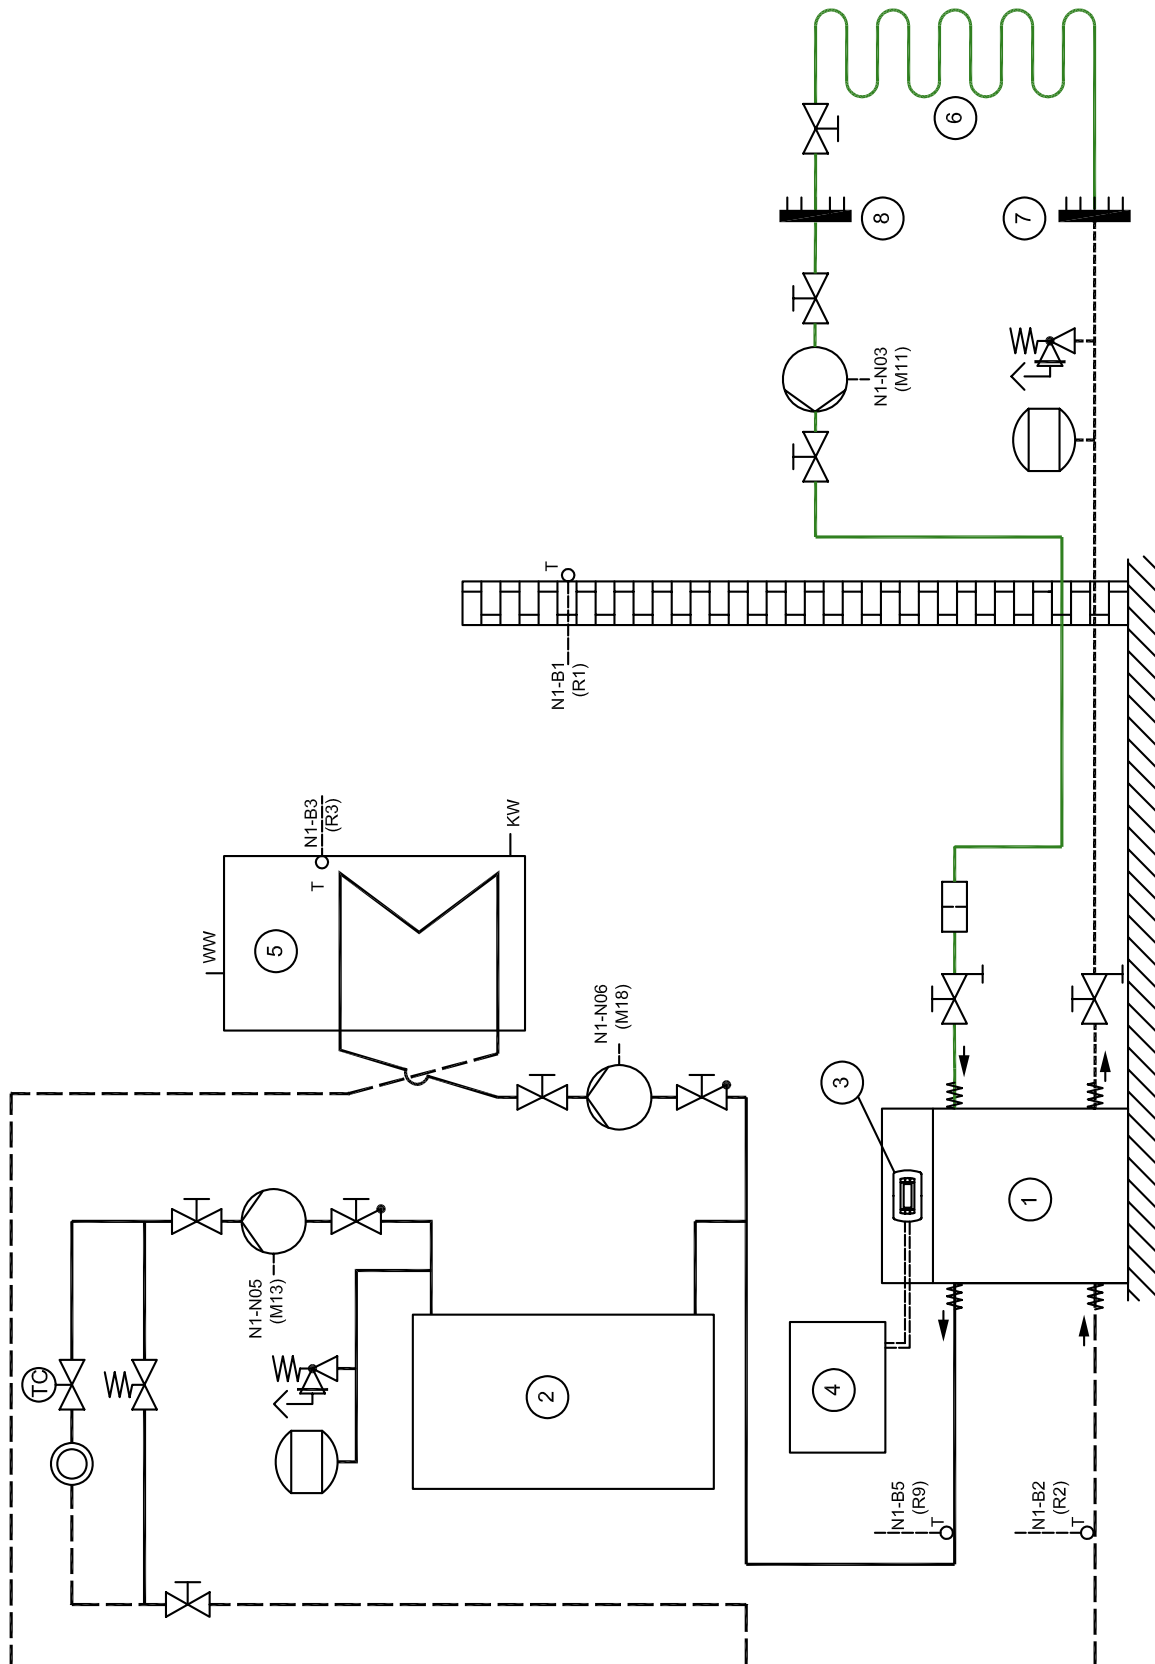 TC
WW
5
T
N1-B3
(R3)
KW
N1-N05
(M13)
N1-N06
(M18)
2
4
3
1
N1-B5
(R9)
T
N1-B2
(R2)
T
N1-B1
(R1)
T
N1-N03
(M11)
8
7
6